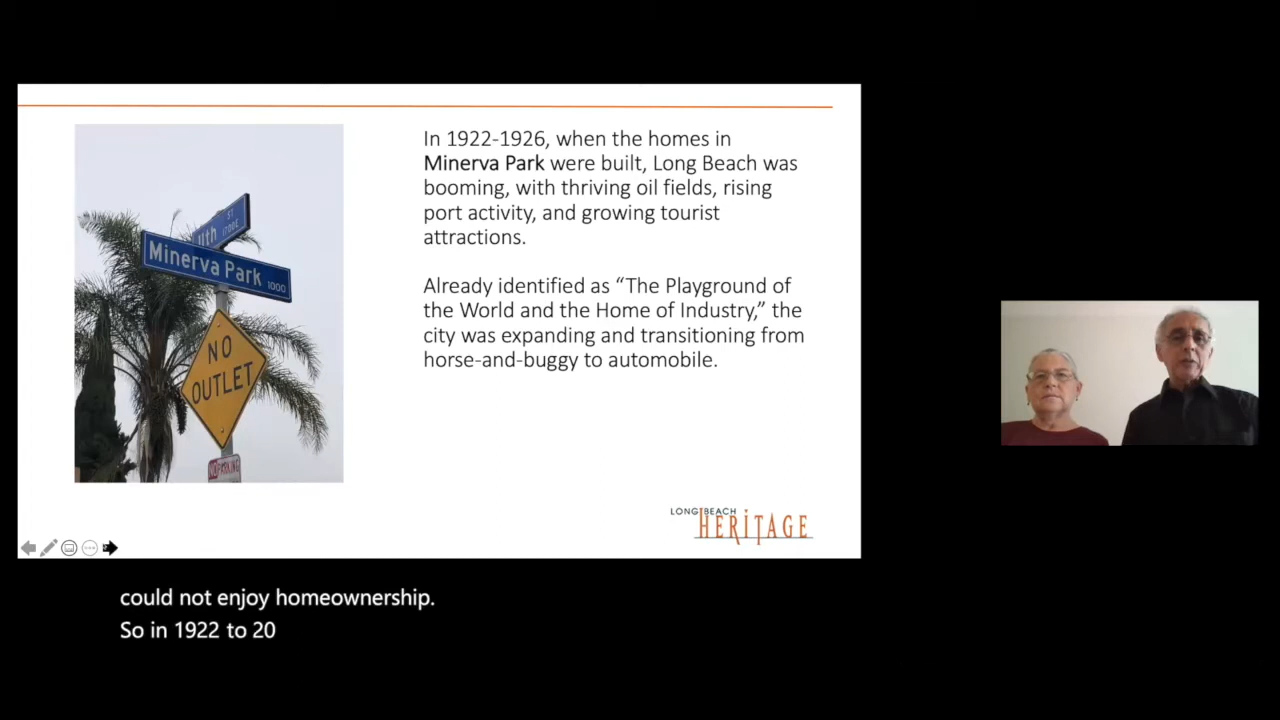 11th ST
1700E
Minerva Park 1000
NO
OUTLET
NO PARKING
In 1922-1926, when the homes in
Minerva Park were built, Long Beach was
booming, with thriving oil fields, rising
port activity, and growing tourist
attractions.
Already identified as “The Playground of
the World and the Home of Industry,” the
city was expanding and transitioning from
horse-and-buggy to automobile.
LONG BEACH
HERITAGE
could not enjoy homeownership.
So in 1922 to 20